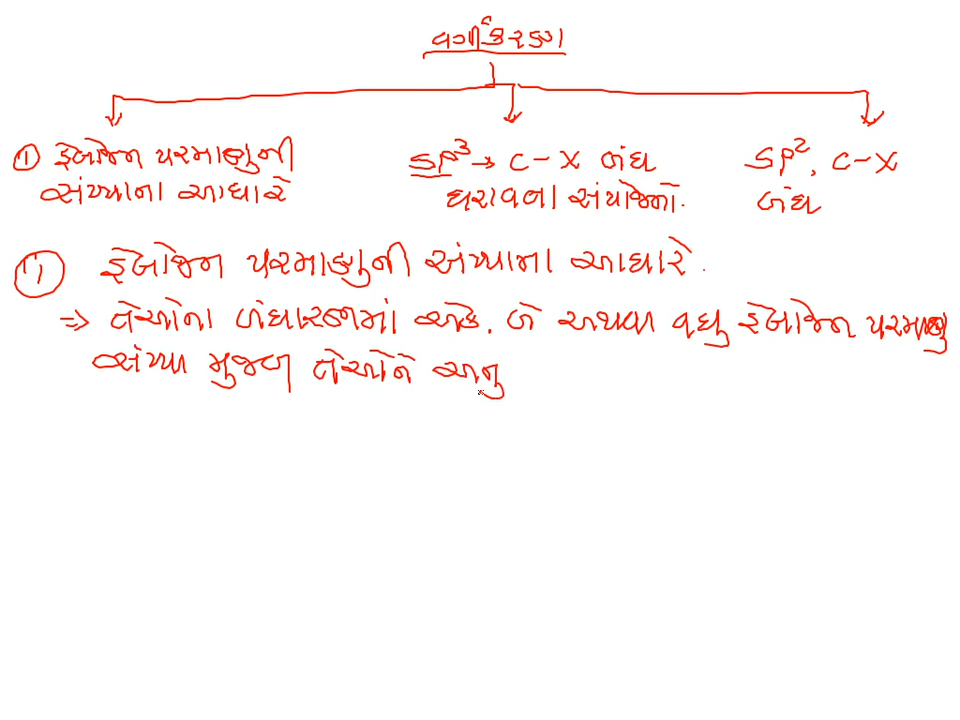 વર્ગીકરણ
① હેલોજન પરમાણુની
સંખ્યાના આધારે
sp³ → C – X બંધ
ધરાવતા સંયોજનો.
sp², C – X
બંધ
① હેલોજન પરમાણુની સંખ્યાના આધારે.
⇒ તેઓના બંધારણમાં એક, બે અથવા વધુ હેલોજન પરમાણુ
સંખ્યા મુજબ તેઓને અનુ